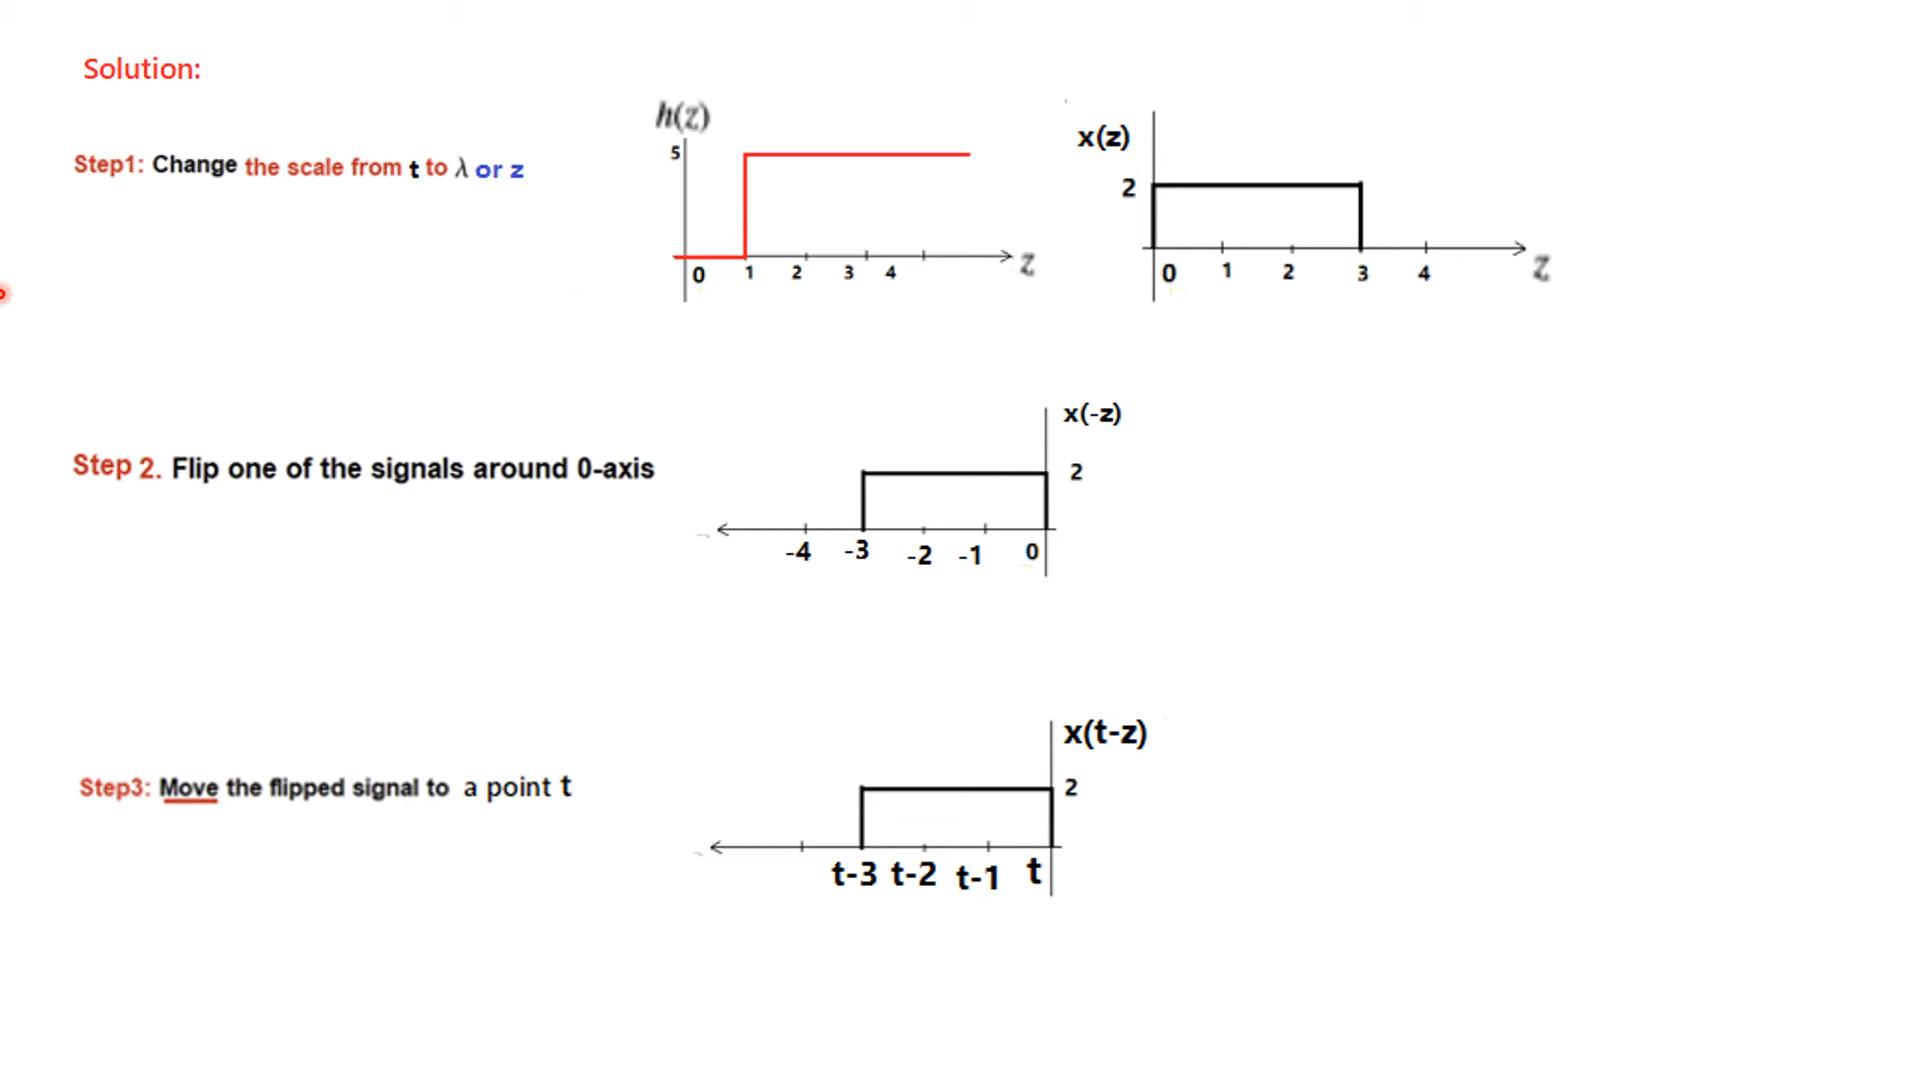 Solution:
Step1: Change the scale from t to λ or z
h(z)
5
0 1 2 3 4
z
x(z)
2
0 1 2 3 4
z
Step 2. Flip one of the signals around 0-axis
x(-z)
2
-4 -3 -2 -1 0
Step3: Move the flipped signal to a point t
x(t-z)
2
t-3 t-2 t-1 t